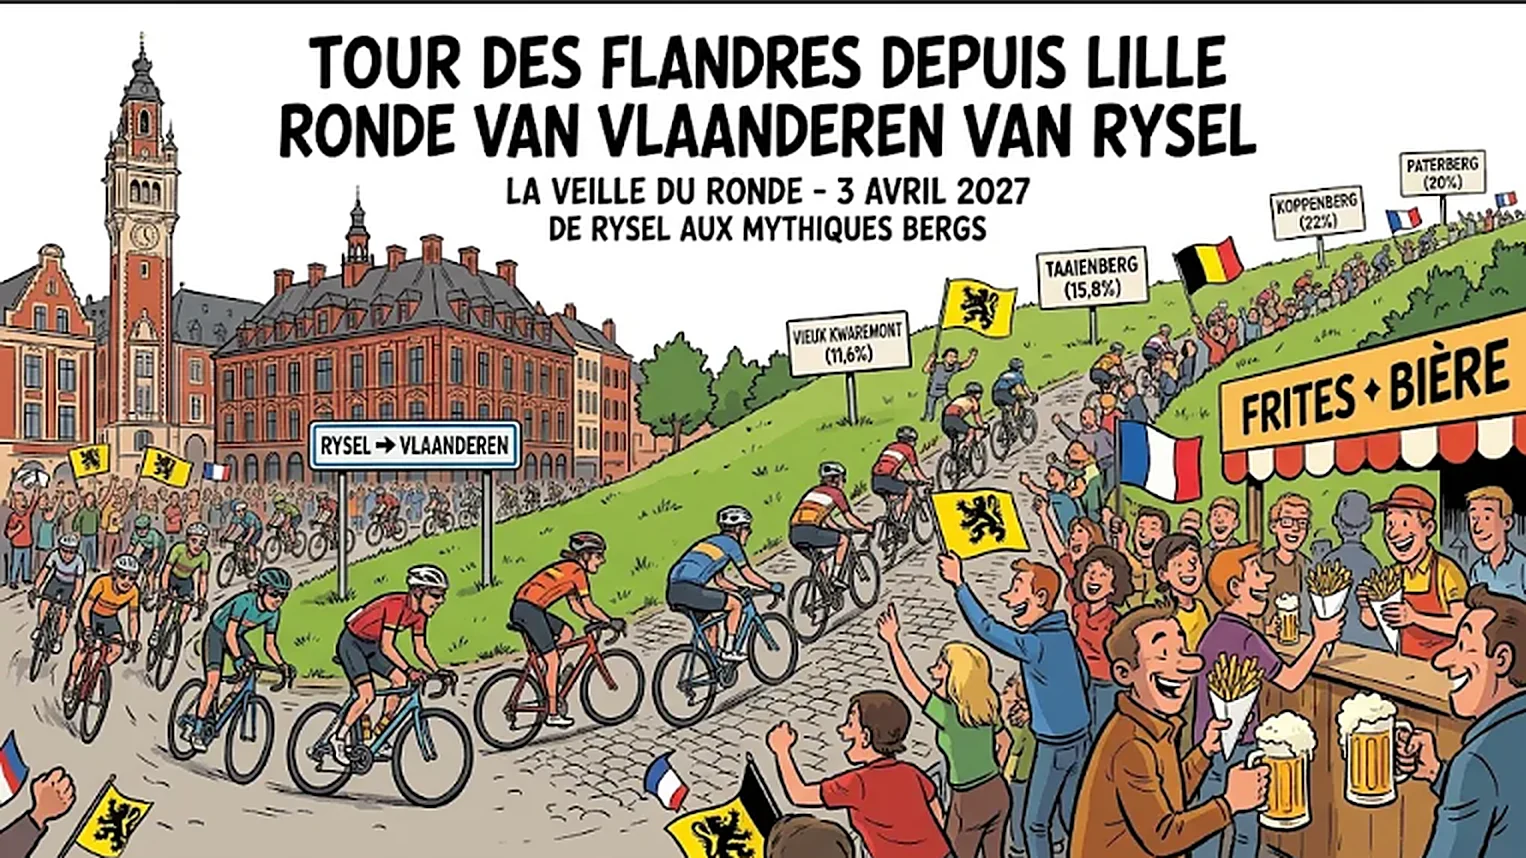 TOUR DES FLANDRES DEPUIS LILLE
RONDE VAN VLAANDEREN VAN RYSEL
LA VEILLE DU RONDE - 3 AVRIL 2027
DE RYSEL AUX MYTHIQUES BERGS
PATERBERG
(20%)
KOPPENBERG
(22%)
TAAIENBERG
(15,8%)
VIEUX KWAREMONT
(11,6%)
FRITES ✦ BIÈRE
RYSEL → VLAANDEREN